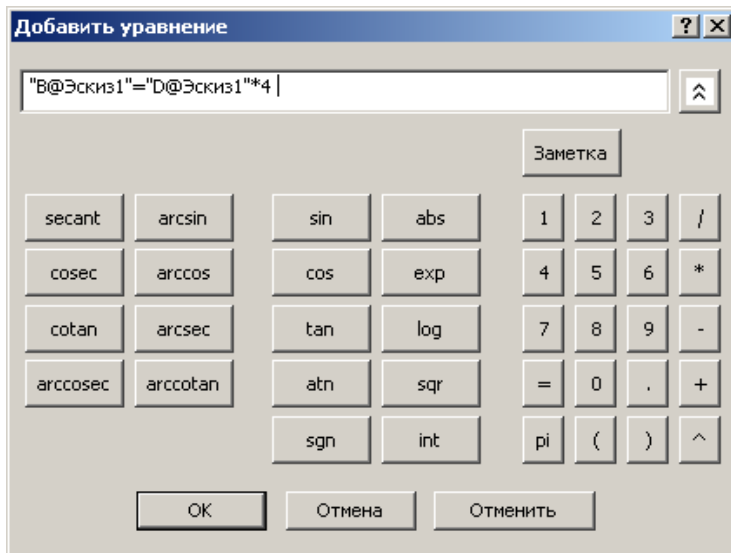 Добавить уравнение ? X
"B@Эскиз1"="D@Эскиз1"*4
Заметка
secant arcsin sin abs 1 2 3 /
cosec arccos cos exp 4 5 6 *
cotan arcsec tan log 7 8 9 -
arccosec arccotan atn sqr = 0 . +
sgn int pi ( ) ^
OK Отмена Отменить